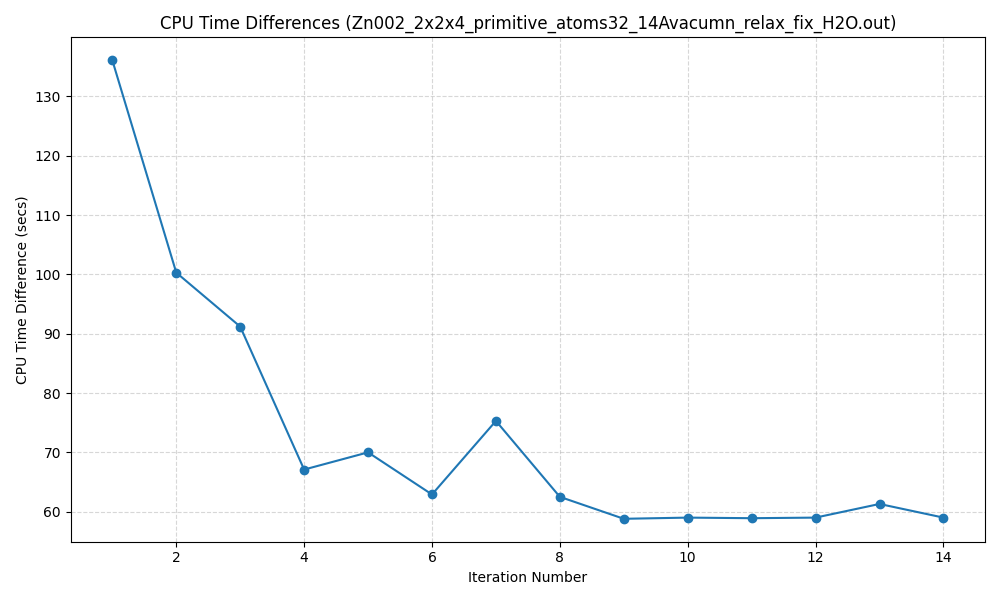 CPU Time Differences (Zn002_2x2x4_primitive_atoms32_14Avacumn_relax_fix_H2O.out)
CPU Time Difference (secs)
130
120
110
100
90
80
70
60
2 4 6 8 10 12 14
Iteration Number